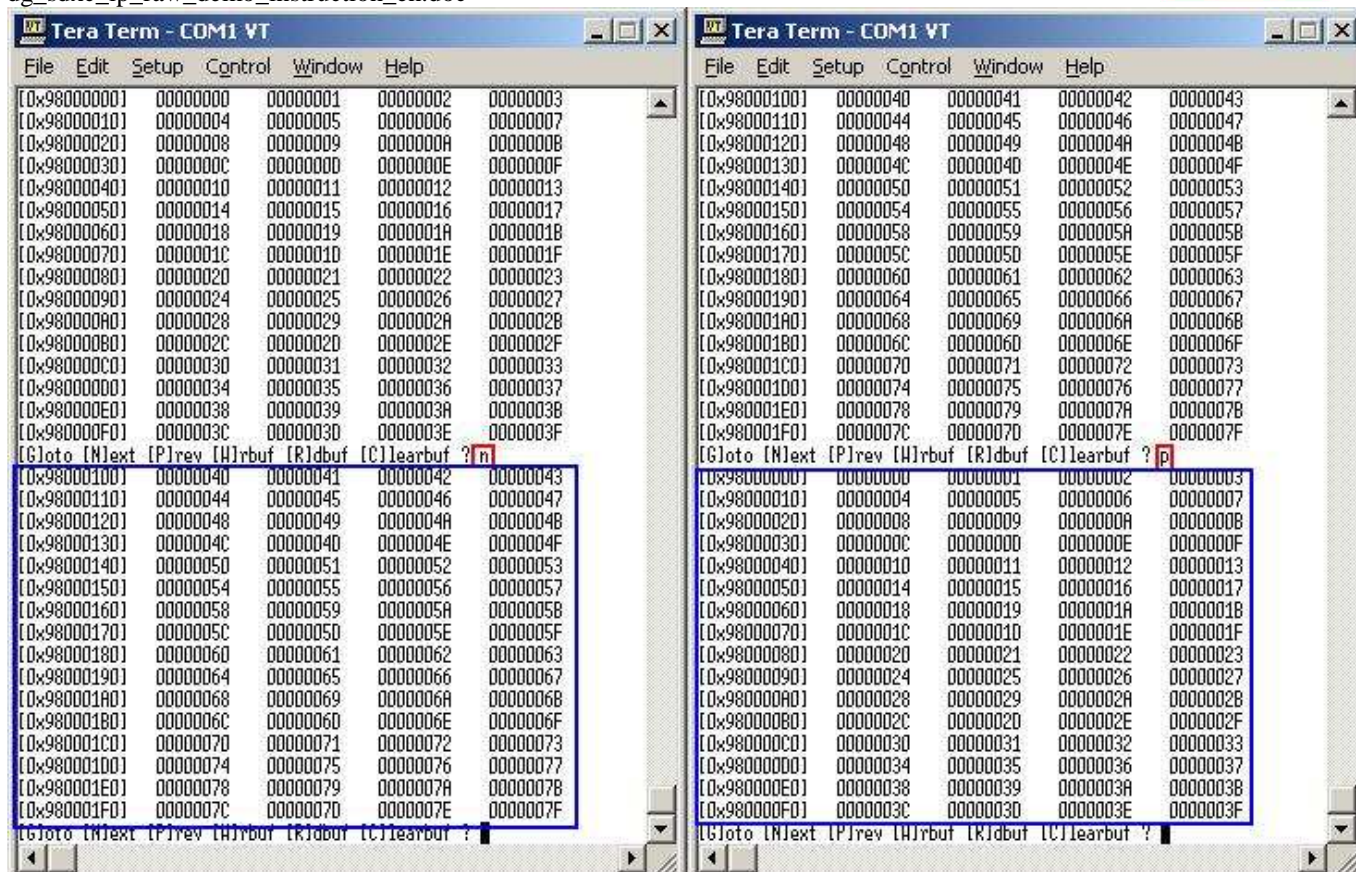 dg_sdxc_ip_raw_demo_instruction_en.doc
Tera Term - COM1 VT
File Edit Setup Control Window Help
[0x98000000] 00000000 00000001 00000002 00000003
[0x98000010] 00000004 00000005 00000006 00000007
[0x98000020] 00000008 00000009 0000000A 0000000B
[0x98000030] 0000000C 0000000D 0000000E 0000000F
[0x98000040] 00000010 00000011 00000012 00000013
[0x98000050] 00000014 00000015 00000016 00000017
[0x98000060] 00000018 00000019 0000001A 0000001B
[0x98000070] 0000001C 0000001D 0000001E 0000001F
[0x98000080] 00000020 00000021 00000022 00000023
[0x98000090] 00000024 00000025 00000026 00000027
[0x980000A0] 00000028 00000029 0000002A 0000002B
[0x980000B0] 0000002C 0000002D 0000002E 0000002F
[0x980000C0] 00000030 00000031 00000032 00000033
[0x980000D0] 00000034 00000035 00000036 00000037
[0x980000E0] 00000038 00000039 0000003A 0000003B
[0x980000F0] 0000003C 0000003D 0000003E 0000003F
[G]oto [N]ext [P]rev [W]rbuf [R]dbuf [C]learbuf ? n
[0x98000100] 00000040 00000041 00000042 00000043
[0x98000110] 00000044 00000045 00000046 00000047
[0x98000120] 00000048 00000049 0000004A 0000004B
[0x98000130] 0000004C 0000004D 0000004E 0000004F
[0x98000140] 00000050 00000051 00000052 00000053
[0x98000150] 00000054 00000055 00000056 00000057
[0x98000160] 00000058 00000059 0000005A 0000005B
[0x98000170] 0000005C 0000005D 0000005E 0000005F
[0x98000180] 00000060 00000061 00000062 00000063
[0x98000190] 00000064 00000065 00000066 00000067
[0x980001A0] 00000068 00000069 0000006A 0000006B
[0x980001B0] 0000006C 0000006D 0000006E 0000006F
[0x980001C0] 00000070 00000071 00000072 00000073
[0x980001D0] 00000074 00000075 00000076 00000077
[0x980001E0] 00000078 00000079 0000007A 0000007B
[0x980001F0] 0000007C 0000007D 0000007E 0000007F
[G]oto [N]ext [P]rev [W]rbuf [R]dbuf [C]learbuf ?
Tera Term - COM1 VT
File Edit Setup Control Window Help
[0x98000100] 00000040 00000041 00000042 00000043
[0x98000110] 00000044 00000045 00000046 00000047
[0x98000120] 00000048 00000049 0000004A 0000004B
[0x98000130] 0000004C 0000004D 0000004E 0000004F
[0x98000140] 00000050 00000051 00000052 00000053
[0x98000150] 00000054 00000055 00000056 00000057
[0x98000160] 00000058 00000059 0000005A 0000005B
[0x98000170] 0000005C 0000005D 0000005E 0000005F
[0x98000180] 00000060 00000061 00000062 00000063
[0x98000190] 00000064 00000065 00000066 00000067
[0x980001A0] 00000068 00000069 0000006A 0000006B
[0x980001B0] 0000006C 0000006D 0000006E 0000006F
[0x980001C0] 00000070 00000071 00000072 00000073
[0x980001D0] 00000074 00000075 00000076 00000077
[0x980001E0] 00000078 00000079 0000007A 0000007B
[0x980001F0] 0000007C 0000007D 0000007E 0000007F
[G]oto [N]ext [P]rev [W]rbuf [R]dbuf [C]learbuf ? p
[0x98000000] 00000000 00000001 00000002 00000003
[0x98000010] 00000004 00000005 00000006 00000007
[0x98000020] 00000008 00000009 0000000A 0000000B
[0x98000030] 0000000C 0000000D 0000000E 0000000F
[0x98000040] 00000010 00000011 00000012 00000013
[0x98000050] 00000014 00000015 00000016 00000017
[0x98000060] 00000018 00000019 0000001A 0000001B
[0x98000070] 0000001C 0000001D 0000001E 0000001F
[0x98000080] 00000020 00000021 00000022 00000023
[0x98000090] 00000024 00000025 00000026 00000027
[0x980000A0] 00000028 00000029 0000002A 0000002B
[0x980000B0] 0000002C 0000002D 0000002E 0000002F
[0x980000C0] 00000030 00000031 00000032 00000033
[0x980000D0] 00000034 00000035 00000036 00000037
[0x980000E0] 00000038 00000039 0000003A 0000003B
[0x980000F0] 0000003C 0000003D 0000003E 0000003F
[G]oto [N]ext [P]rev [W]rbuf [R]dbuf [C]learbuf ?